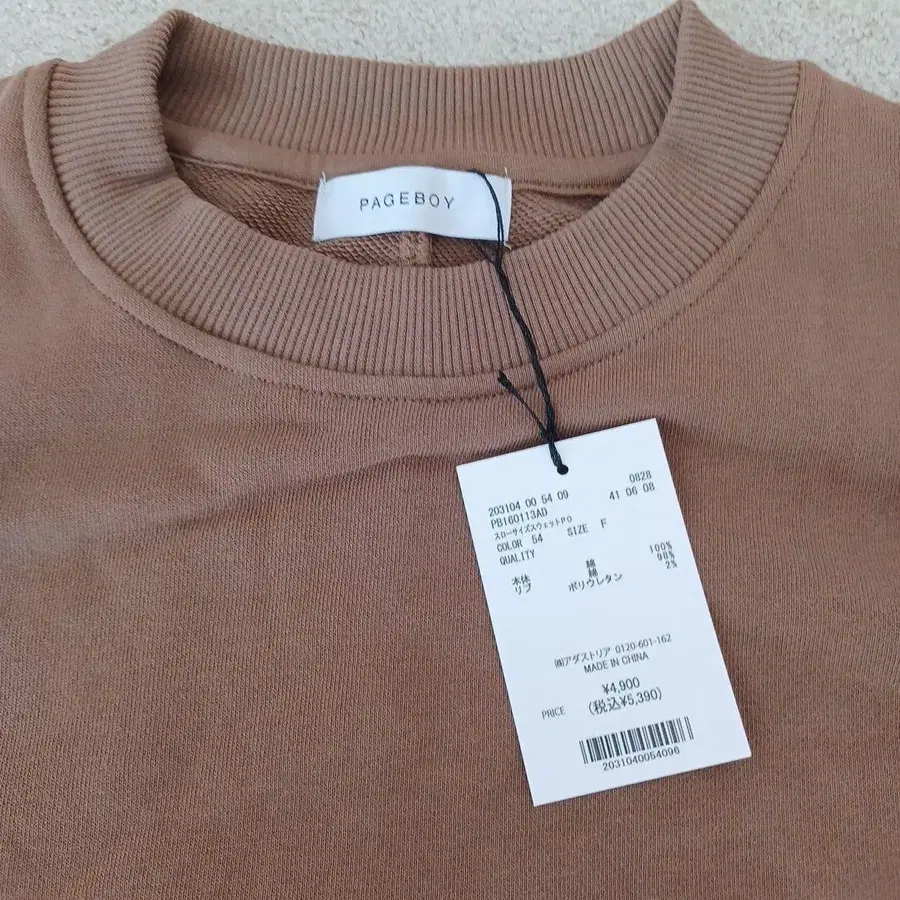 PAGEBOY
203104 00 54 09 0828
PB160113AD 41 06 08
スローサイズスウェットPO
COLOR 54 SIZE F
QUALITY
本体 綿 100%
リブ 綿 98%
ポリウレタン 2%
㈱アダストリア 0120-601-162
MADE IN CHINA
¥4,900
PRICE (税込¥5,390)
2031040054096